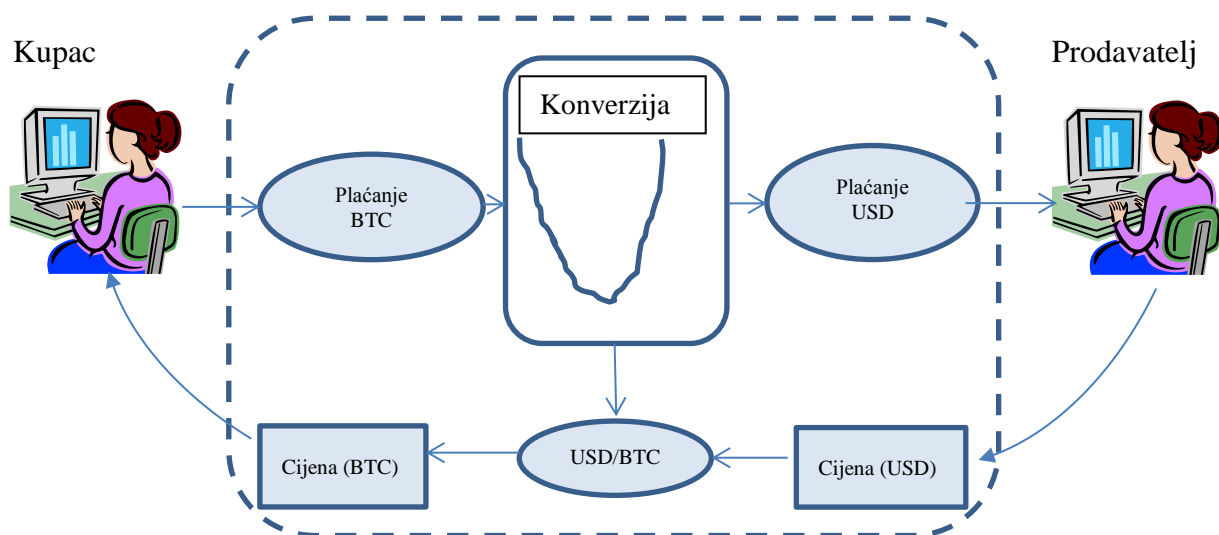 Kupac
Prodavatelj
Konverzija
Plaćanje
BTC
Plaćanje
USD
Cijena (BTC)
USD/BTC
Cijena (USD)